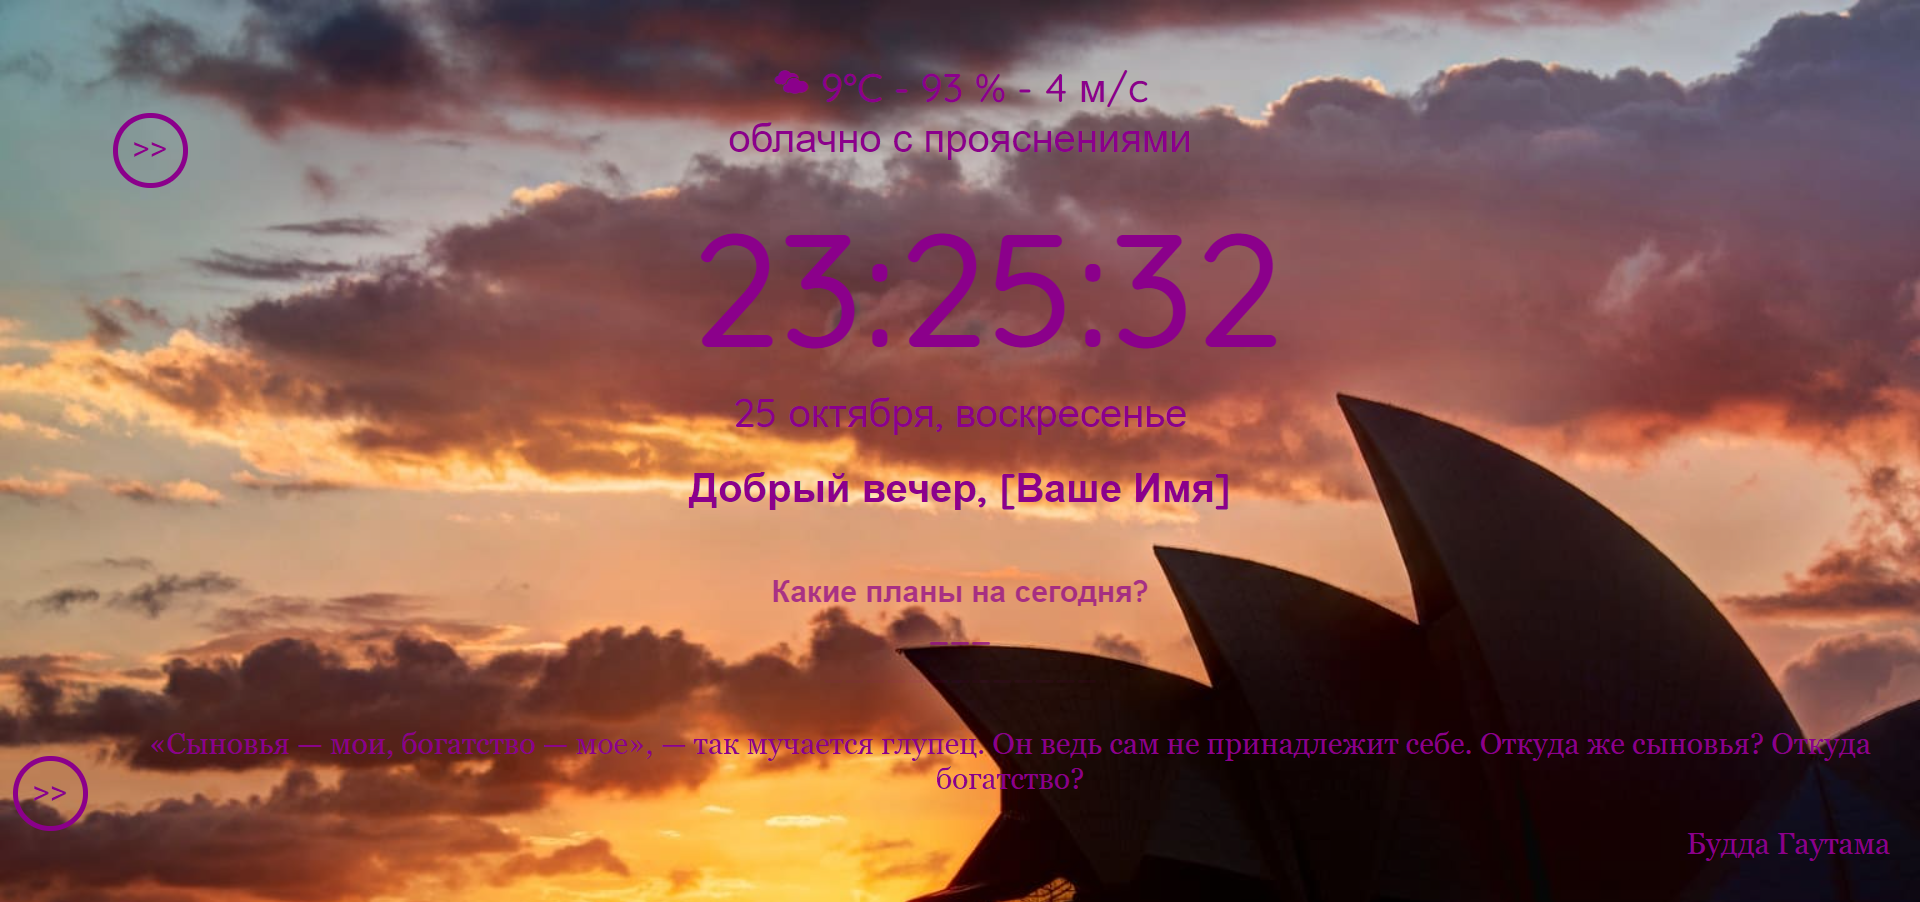 9°C - 93 % - 4 м/с
облачно с прояснениями
>>
23:25:32
25 октября, воскресенье
Добрый вечер, [Ваше Имя]
Какие планы на сегодня?
---
«Сыновья — мои, богатство — мое», — так мучается глупец. Он ведь сам не принадлежит себе. Откуда же сыновья? Откуда
богатство?
>>
Будда Гаутама